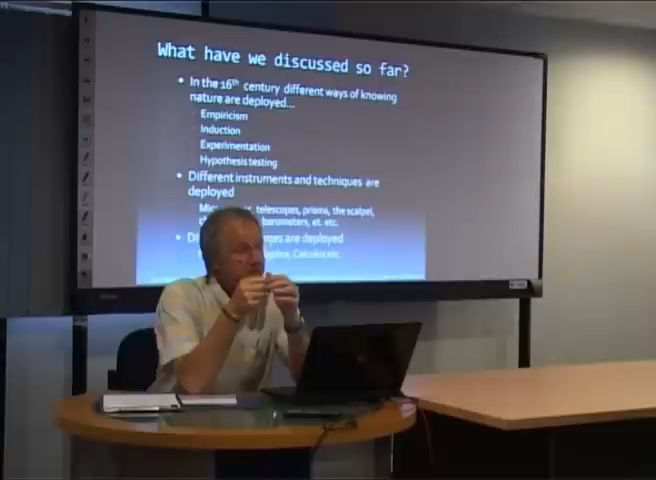 What have we discussed so far?
• In the 16th century different ways of knowing
nature are deployed...
Empiricism
Induction
Experimentation
Hypothesis testing
• Different instruments and techniques are
deployed
telescopes, prisms, the scalpel,
barometers, et. etc.
• are deployed
Calculus etc.